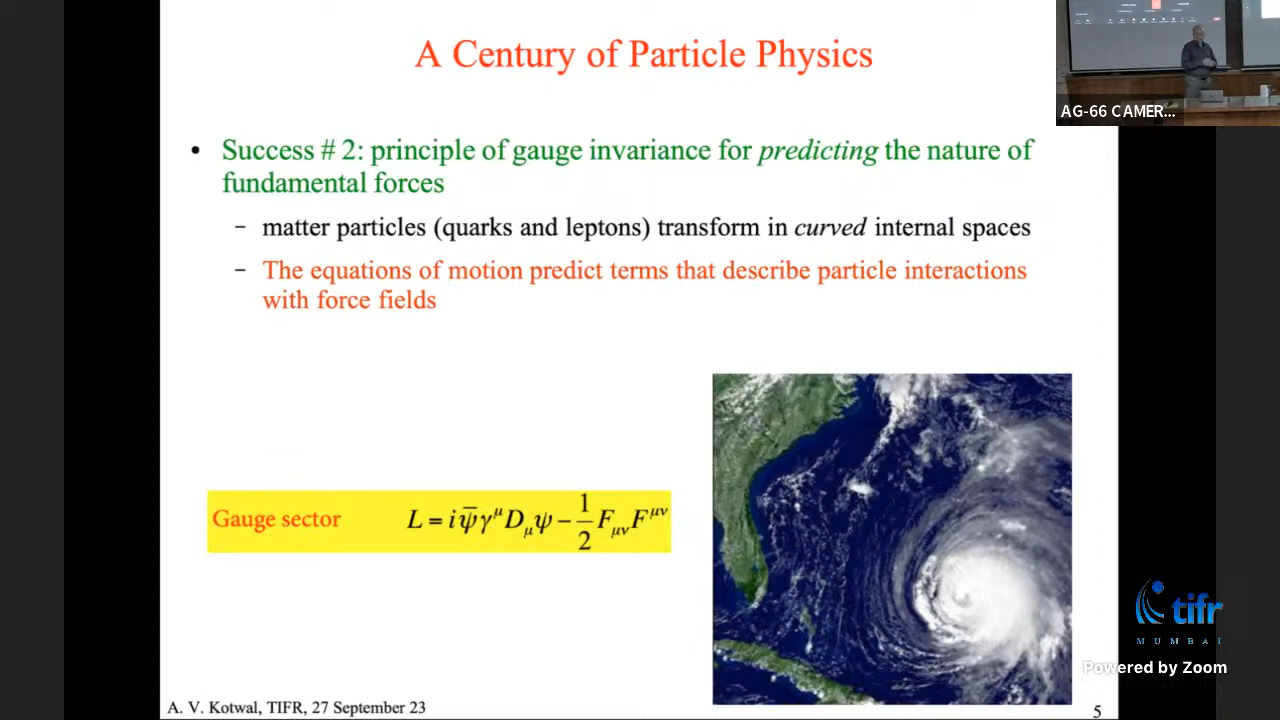 A Century of Particle Physics
AG-66 CAMER...
• Success # 2: principle of gauge invariance for predicting the nature of
fundamental forces
– matter particles (quarks and leptons) transform in curved internal spaces
– The equations of motion predict terms that describe particle interactions
with force fields
Gauge sector L = i ψ̄ γ^μ D_μ ψ − 1/2 F_μν F^μν
tifr
MUMBAI
Powered by Zoom
A. V. Kotwal, TIFR, 27 September 23
5